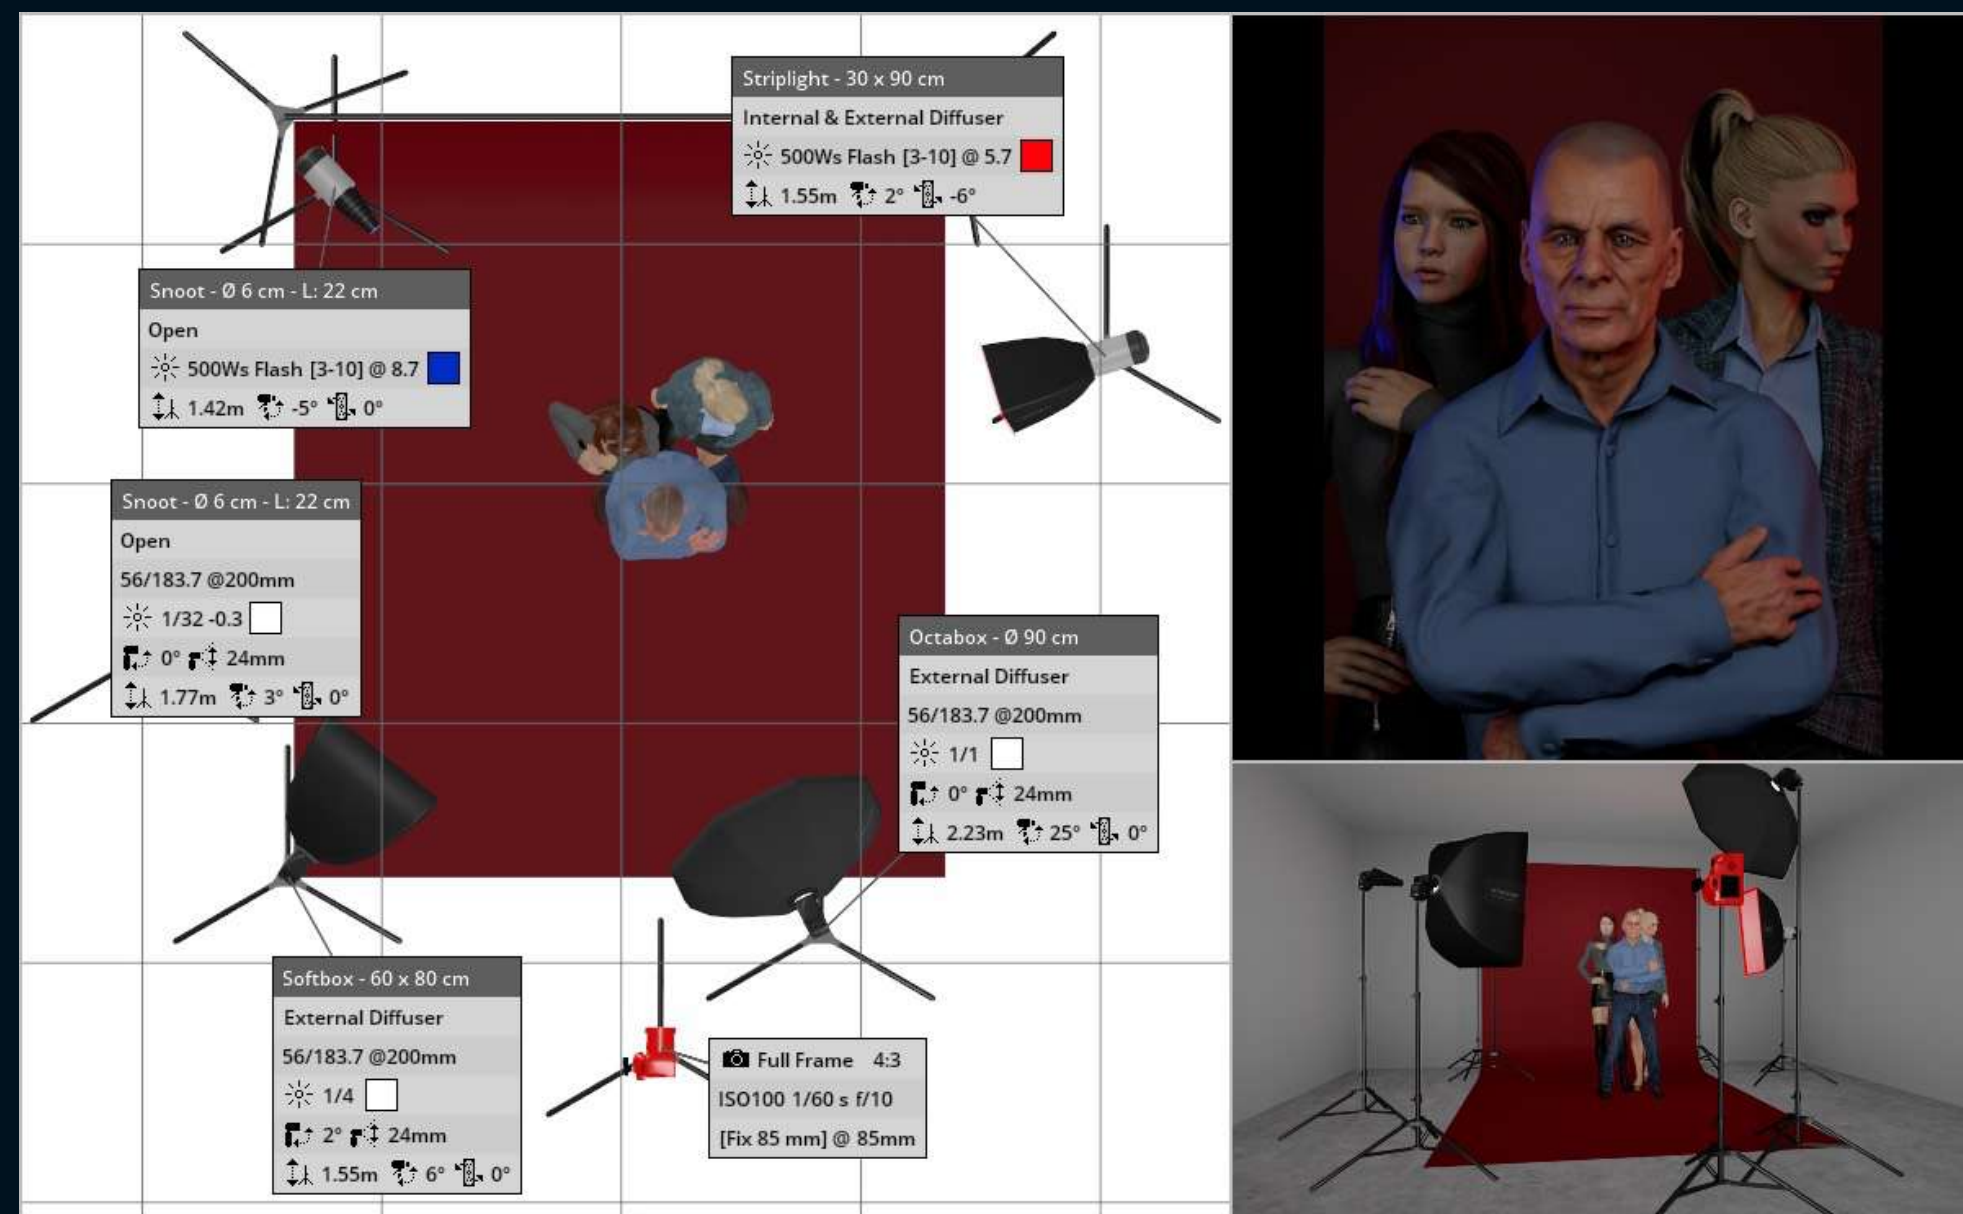 Striplight - 30 x 90 cm
Internal & External Diffuser
500Ws Flash [3-10] @ 5.7
1.55m 2° -6°
Snoot - Ø 6 cm - L: 22 cm
Open
500Ws Flash [3-10] @ 8.7
1.42m -5° 0°
Snoot - Ø 6 cm - L: 22 cm
Open
56/183.7 @200mm
1/32 -0.3
0° 24mm
1.77m 3° 0°
Octabox - Ø 90 cm
External Diffuser
56/183.7 @200mm
1/1
0° 24mm
2.23m 25° 0°
Softbox - 60 x 80 cm
External Diffuser
56/183.7 @200mm
1/4
2° 24mm
1.55m 6° 0°
Full Frame 4:3
ISO100 1/60 s f/10
[Fix 85 mm] @ 85mm